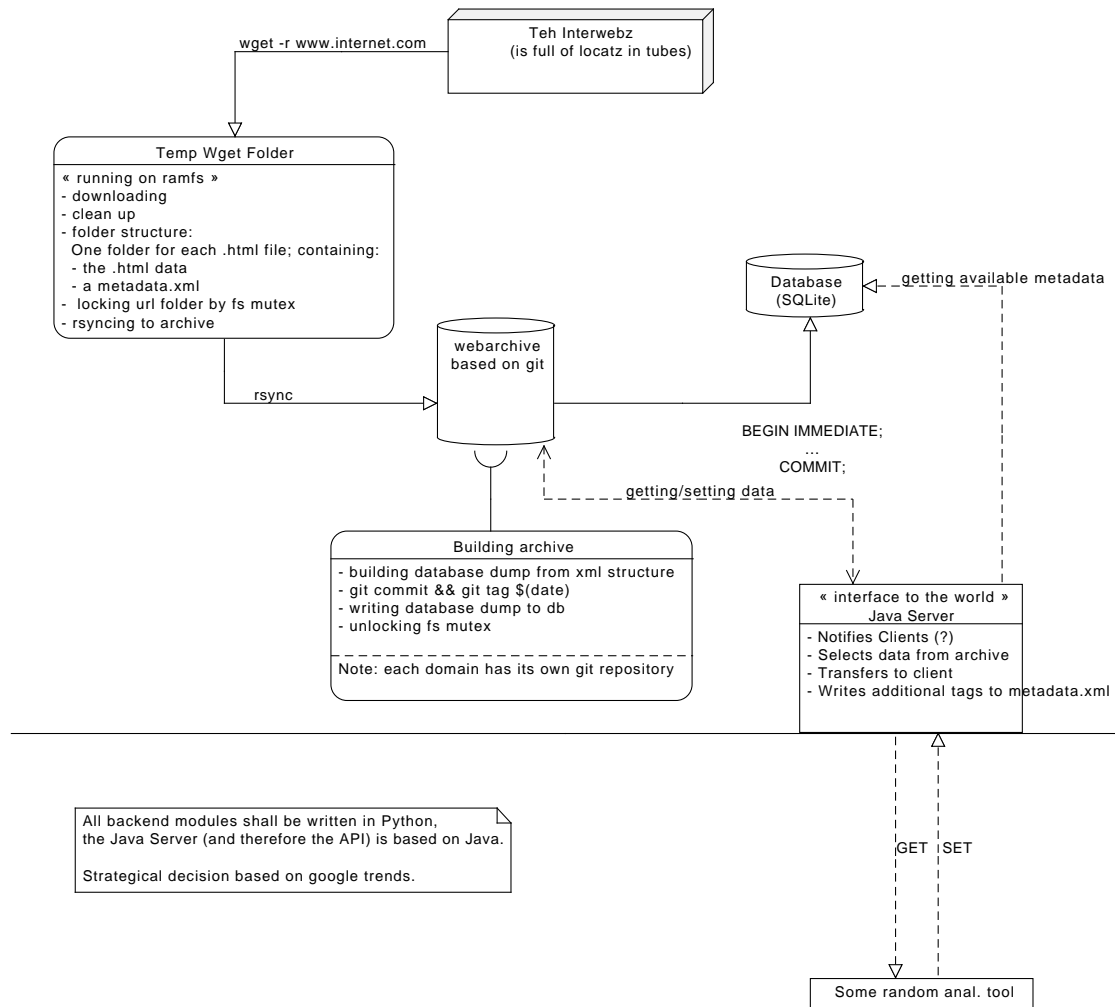 Teh Interwebz
(is full of locatz in tubes)
wget -r www.internet.com
Temp Wget Folder
« running on ramfs »
- downloading
- clean up
- folder structure:
One folder for each .html file; containing:
- the .html data
- a metadata.xml
- locking url folder by fs mutex
- rsyncing to archive
Database
(SQLite)
getting available metadata
webarchive
based on git
rsync
BEGIN IMMEDIATE;
...
COMMIT;
getting/setting data
Building archive
- building database dump from xml structure
- git commit && git tag $(date)
- writing database dump to db
- unlocking fs mutex
Note: each domain has its own git repository
« interface to the world »
Java Server
- Notifies Clients (?)
- Selects data from archive
- Transfers to client
- Writes additional tags to metadata.xml
All backend modules shall be written in Python,
the Java Server (and therefore the API) is based on Java.
Strategical decision based on google trends.
GET
SET
Some random anal. tool